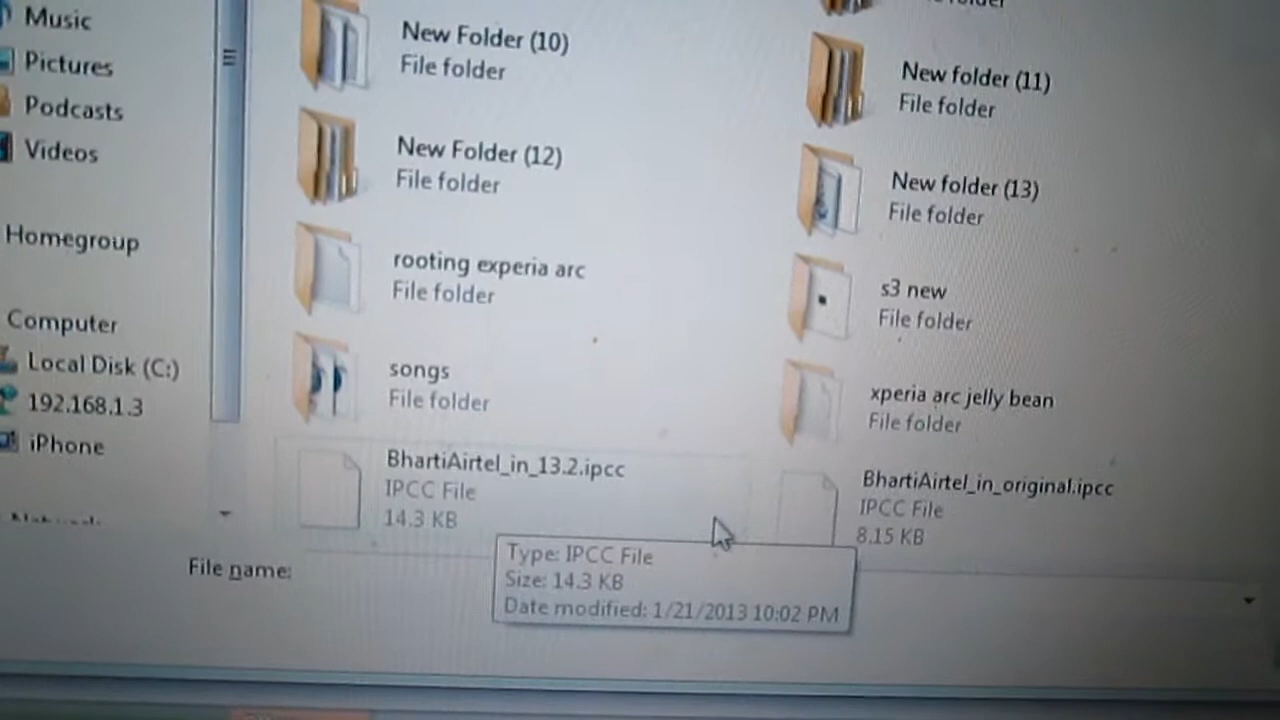 Music
Pictures
Podcasts
Videos
Homegroup
Computer
Local Disk (C:)
192.168.1.3
iPhone
New Folder (10)
File folder
New folder (11)
File folder
New Folder (12)
File folder
New folder (13)
File folder
rooting experia arc
File folder
s3 new
File folder
songs
File folder
xperia arc jelly bean
File folder
BhartiAirtel_in_13.2.ipcc
IPCC File
14.3 KB
BhartiAirtel_in_original.ipcc
IPCC File
8.15 KB
Type: IPCC File
Size: 14.3 KB
Date modified: 1/21/2013 10:02 PM
File name: